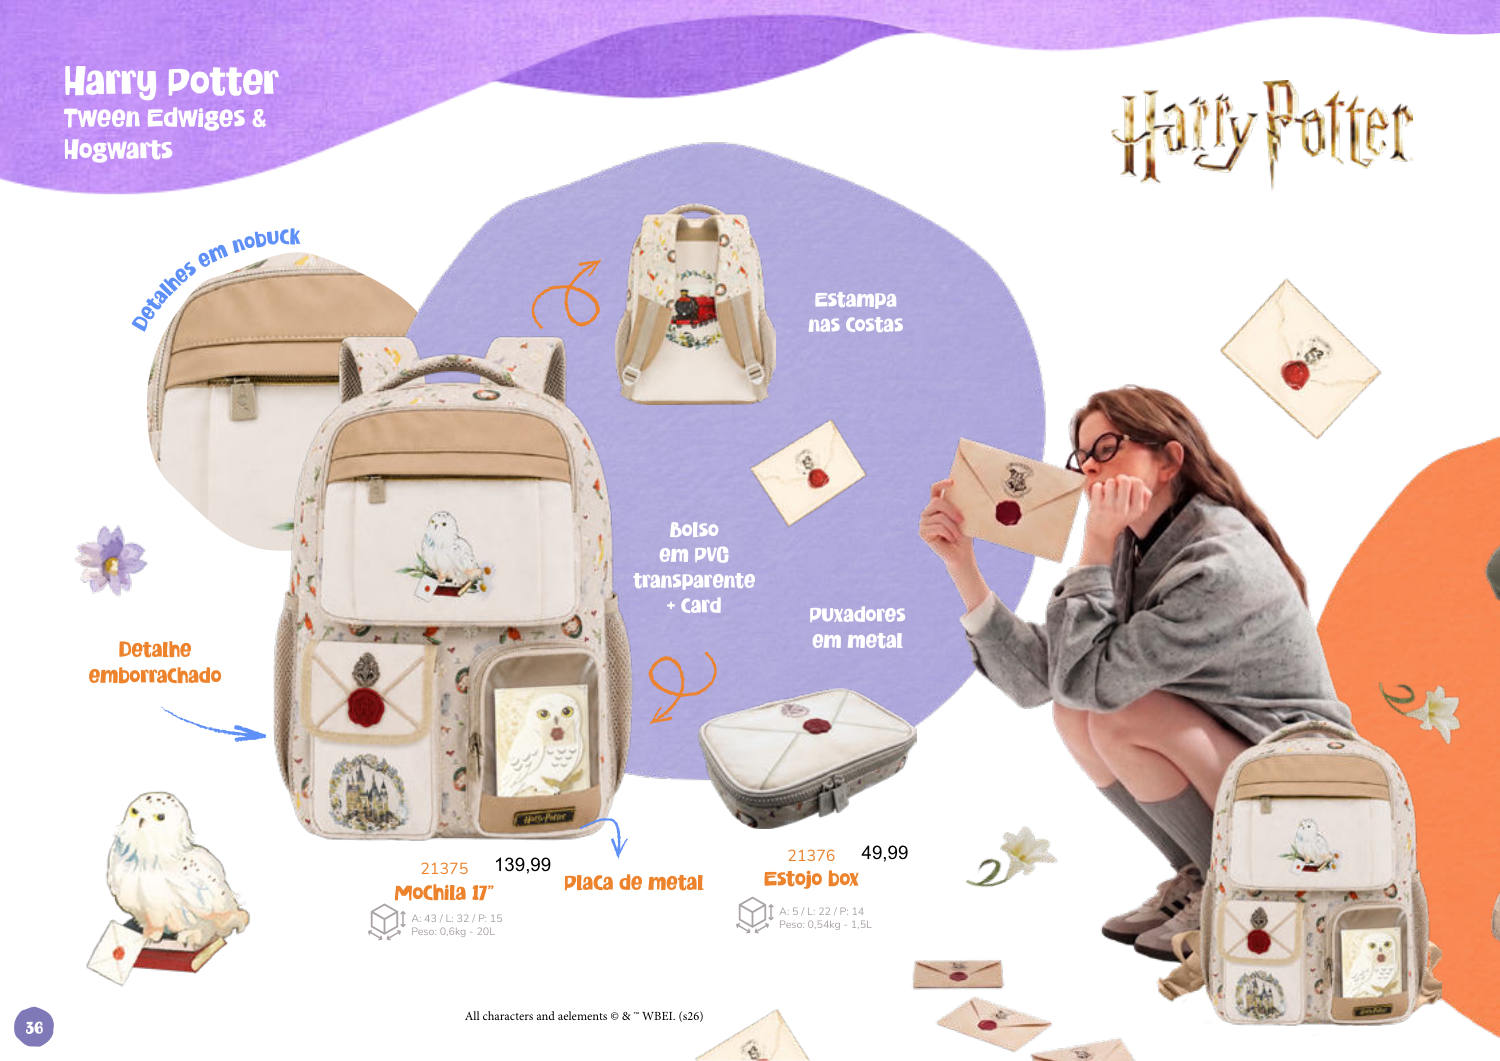 Harry Potter
Tween Edwiges &
Hogwarts
Harry Potter
Detalhes em nobuck
Estampa
nas costas
Bolso
em PVC
transparente
+ Card
Puxadores
em metal
Detalhe
emborrachado
Harry Potter
21375 139,99
Mochila 17"
A: 43 / L: 32 / P: 15
Peso: 0,6kg - 20L
Placa de metal
21376 49,99
Estojo box
A: 5 / L: 22 / P: 14
Peso: 0,54kg - 1,5L
All characters and aelements © & ™ WBEI. (s26)
36